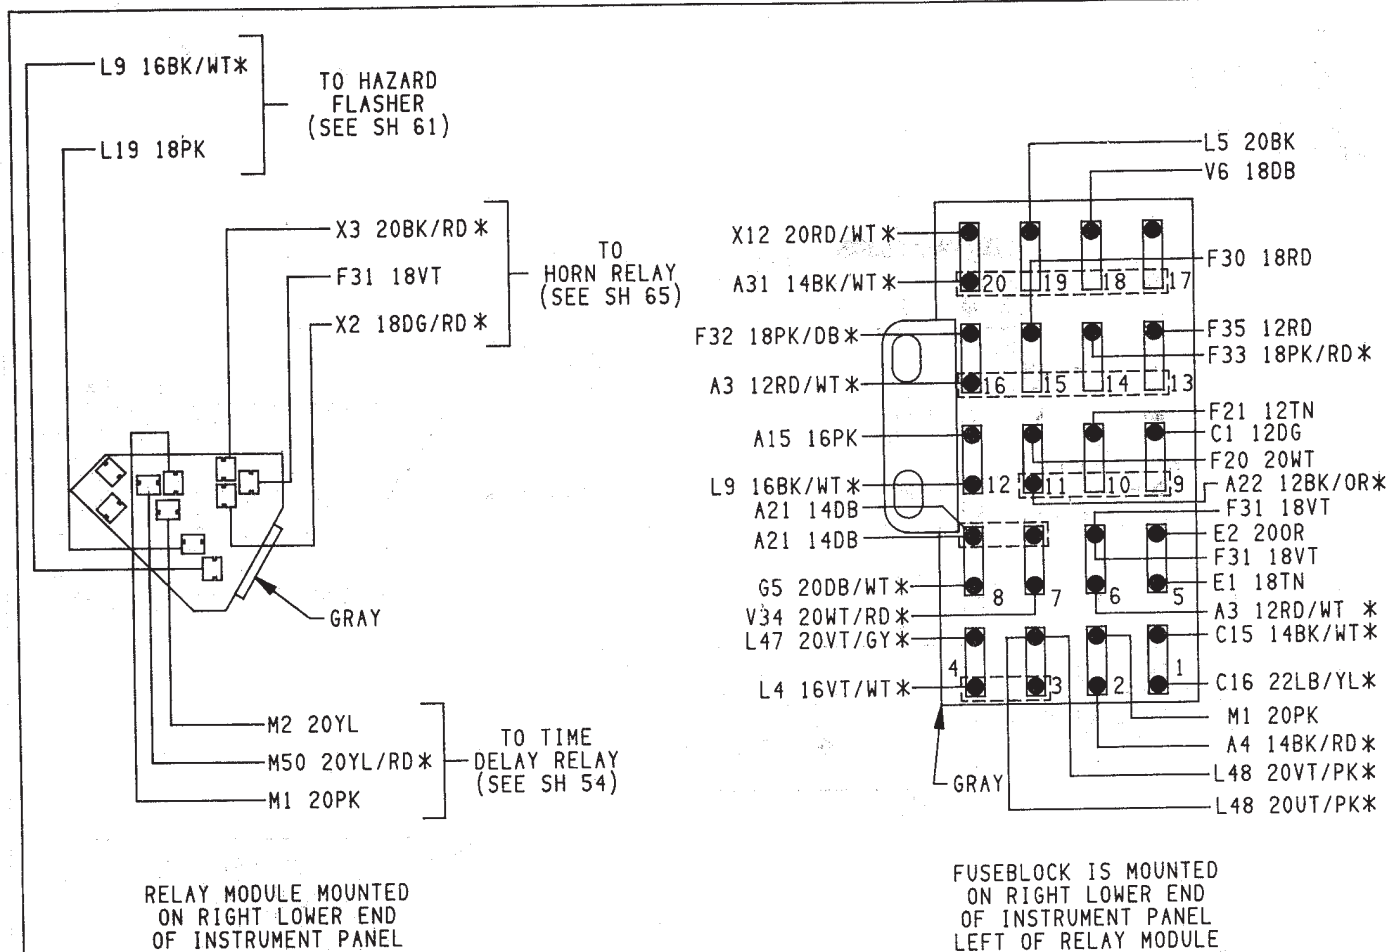 L9 16BK/WT*
TO HAZARD
FLASHER
(SEE SH 61)
L19 18PK
X3 20BK/RD*
F31 18VT
X2 18DG/RD*
TO
HORN RELAY
(SEE SH 65)
GRAY
M2 20YL
M50 20YL/RD*
M1 20PK
TO TIME
DELAY RELAY
(SEE SH 54)
RELAY MODULE MOUNTED
ON RIGHT LOWER END
OF INSTRUMENT PANEL
L5 20BK
V6 18DB
X12 20RD/WT*
F30 18RD
A31 14BK/WT*
20 19 18 17
F32 18PK/DB*
F35 12RD
F33 18PK/RD*
A3 12RD/WT*
16 15 14 13
F21 12TN
A15 16PK
C1 12DG
F20 20WT
L9 16BK/WT*
12 11 10 9
A22 12BK/OR*
A21 14DB
F31 18VT
A21 14DB
E2 200R
F31 18VT
G5 20DB/WT*
8 7 6 5
E1 18TN
V34 20WT/RD*
A3 12RD/WT *
L47 20VT/GY*
C15 14BK/WT*
4 3 2 1
L4 16VT/WT*
C16 22LB/YL*
M1 20PK
A4 14BK/RD*
L48 20VT/PK*
GRAY
L48 20UT/PK*
FUSEBLOCK IS MOUNTED
ON RIGHT LOWER END
OF INSTRUMENT PANEL
LEFT OF RELAY MODULE